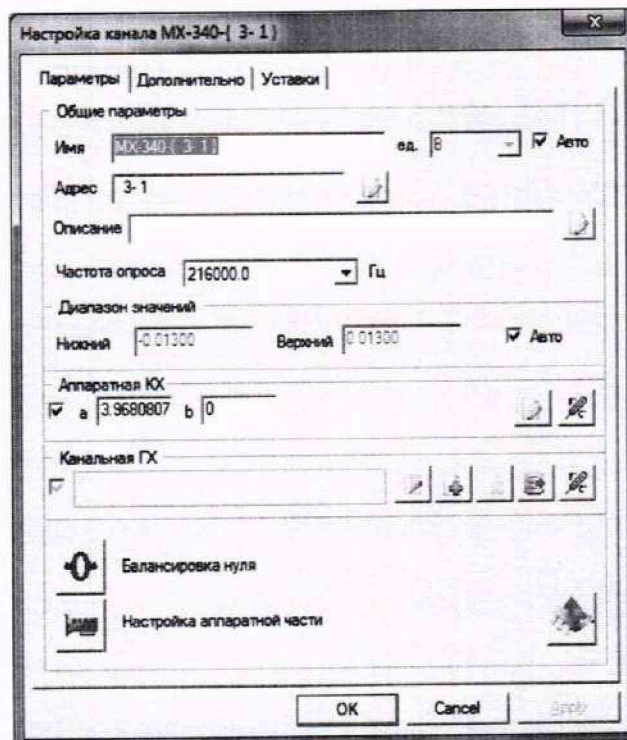 Настройка канала MX-340-{ 3- 1 }
Параметры Дополнительно Уставки
Общие параметры
Имя MX-340-{ 3- 1 } ед. В Авто
Адрес 3- 1
Описание
Частота опроса 216000.0 Гц
Диапазон значений
Нижний -0.01300 Верхний 0.01300 Авто
Аппаратная КХ
a 3.9680807 b 0
Канальная ГХ
Балансировка нуля
Настройка аппаратной части
OK Cancel Apply